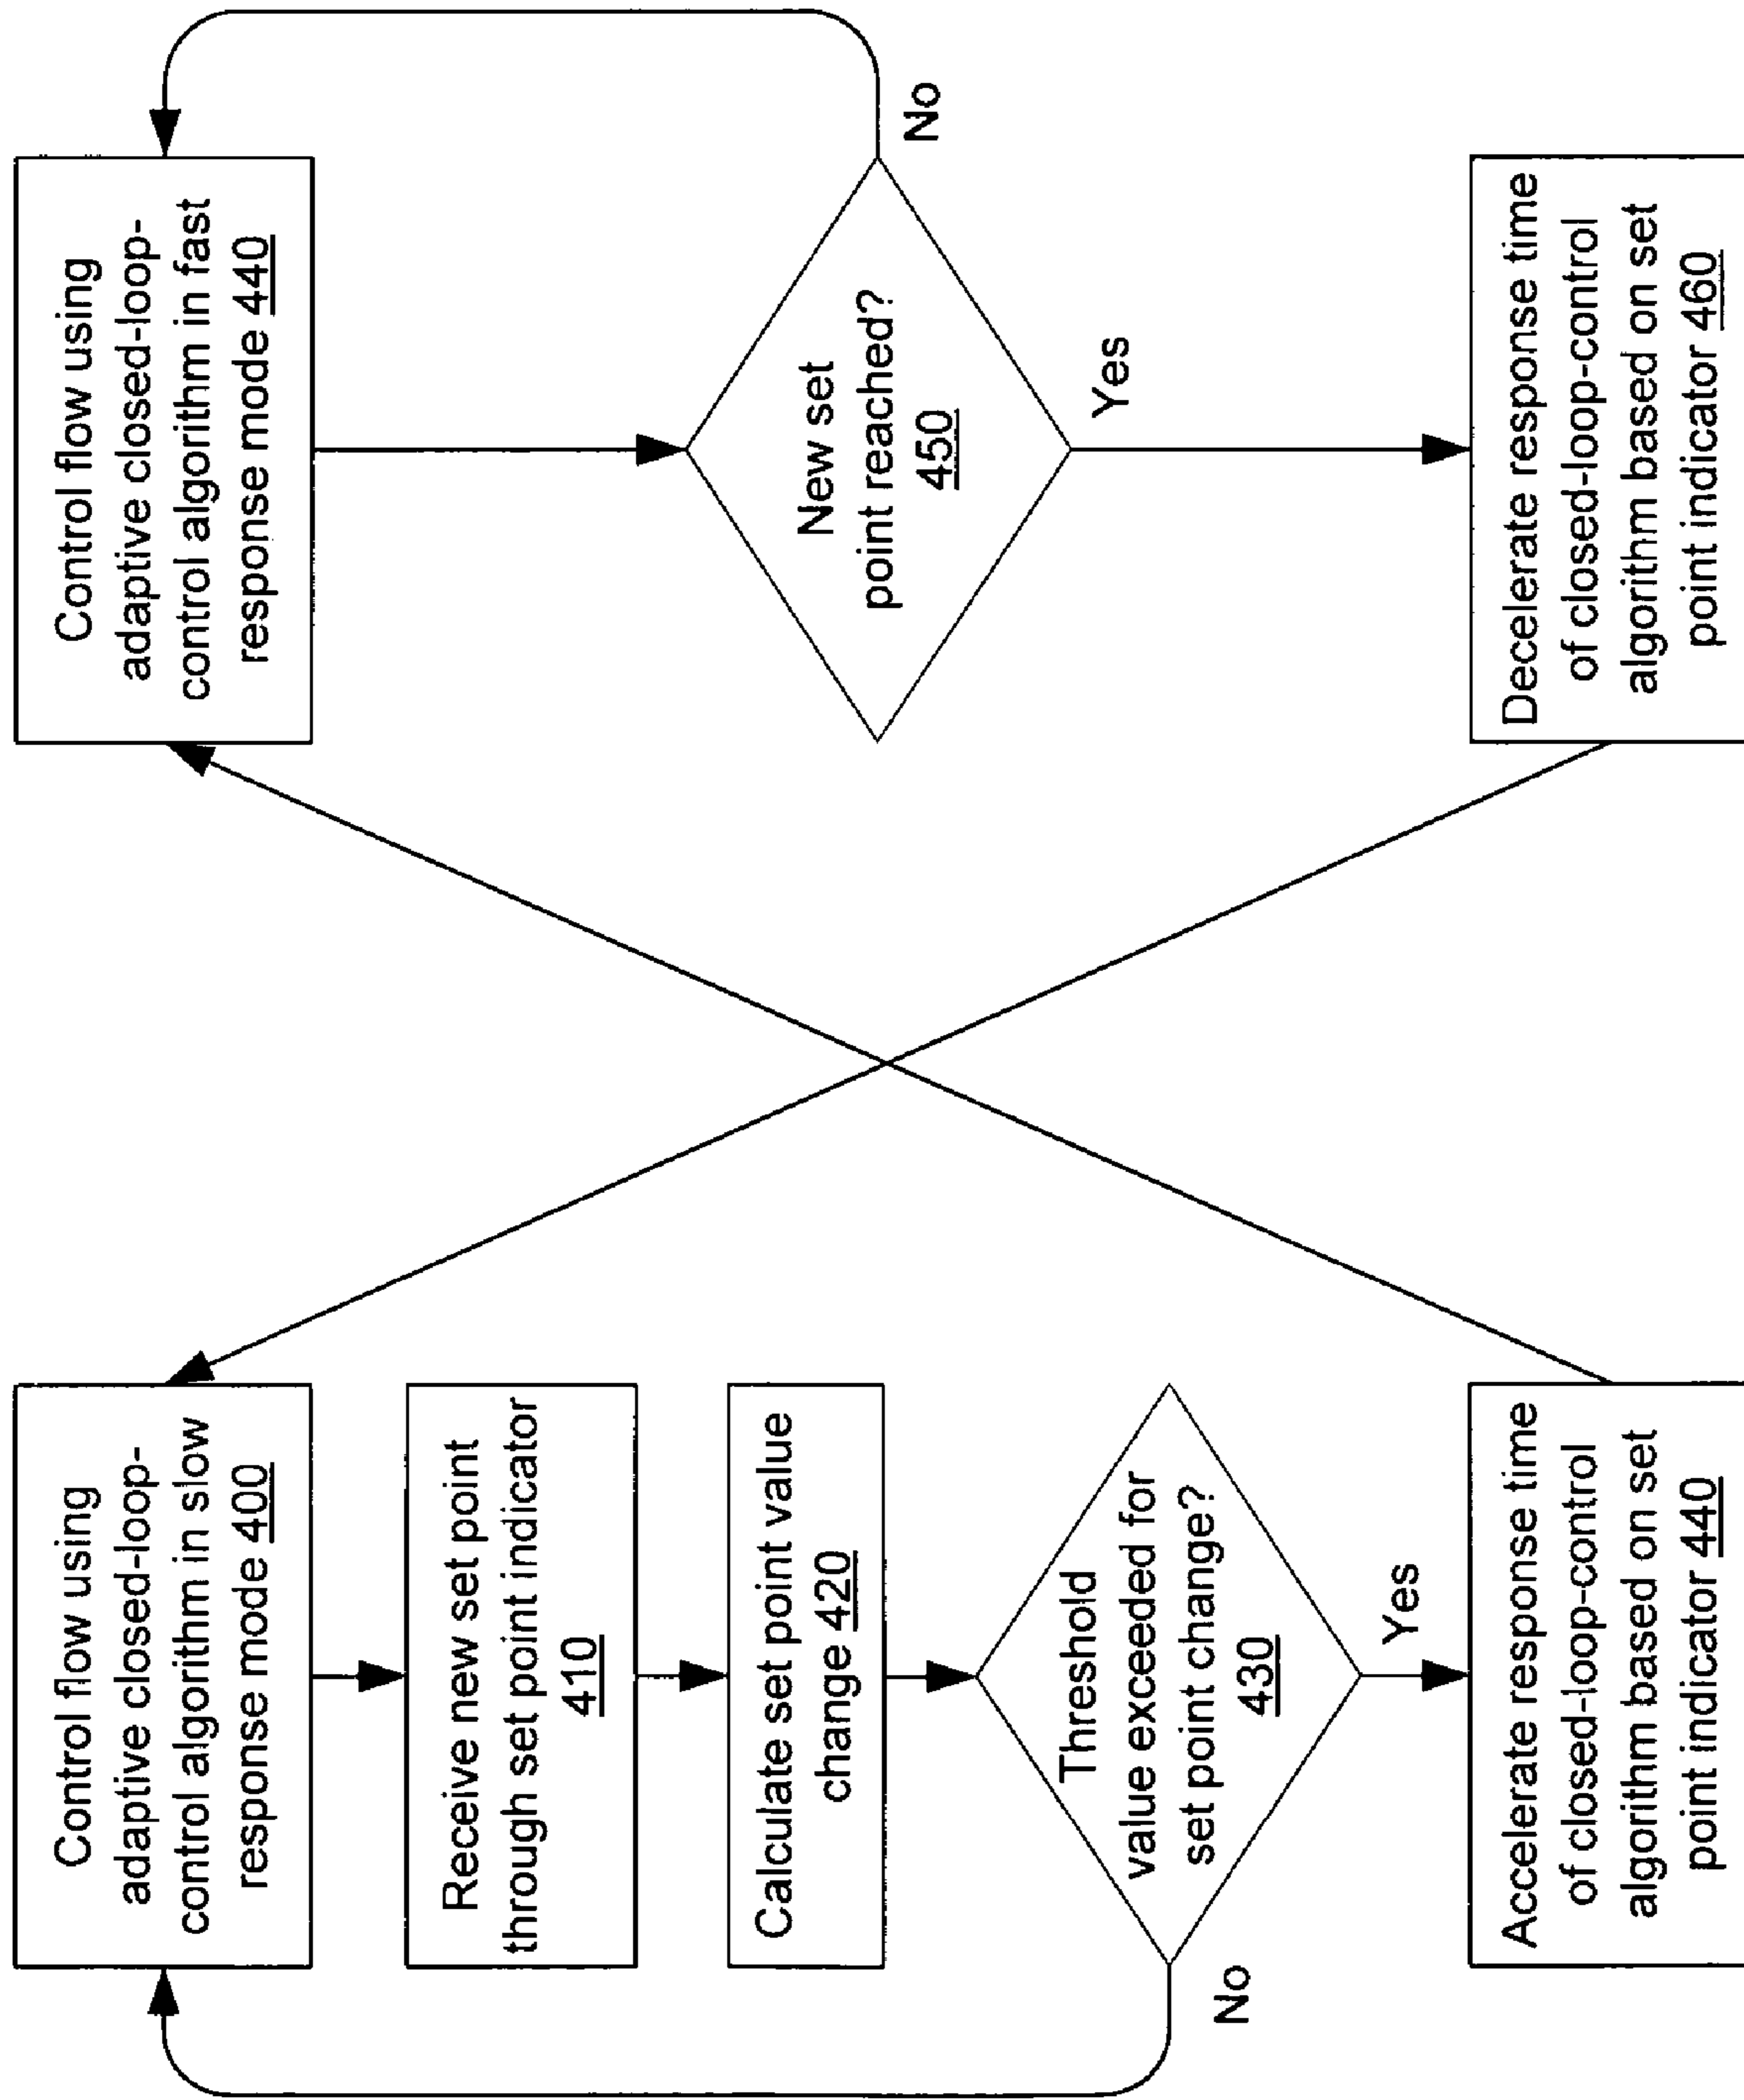 Control flow using
adaptive closed-loop-
control algorithm in slow
response mode 400
Receive new set point
through set point indicator
410
Calculate set point value
change 420
Threshold
value exceeded for
set point change?
430
No
Yes
Accelerate response time
of closed-loop-control
algorithm based on set
point indicator 440
Control flow using
adaptive closed-loop-
control algorithm in fast
response mode 440
New set
point reached?
450
No
Yes
Decelerate response time
of closed-loop-control
algorithm based on set
point indicator 460